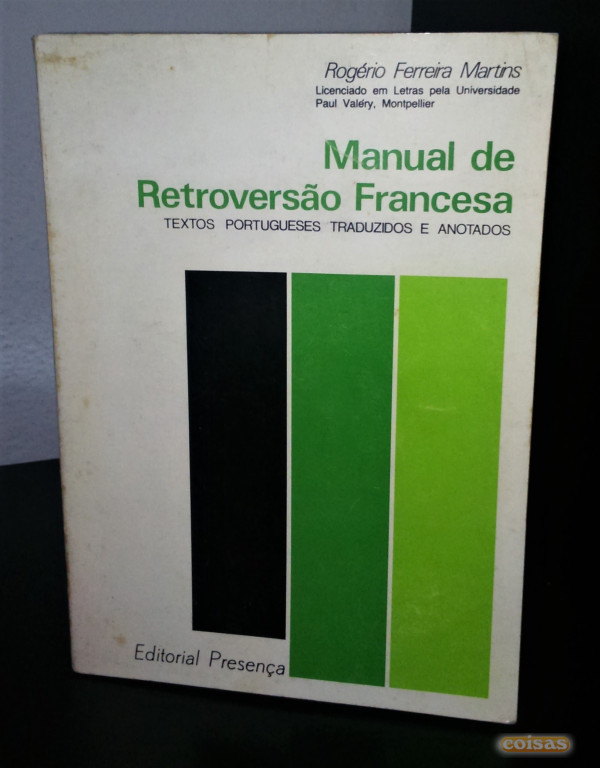 Rogério Ferreira Martins
Licenciado em Letras pela Universidade
Paul Valéry, Montpellier
Manual de
Retroversão Francesa
TEXTOS PORTUGUESES TRADUZIDOS E ANOTADOS
Editorial Presença
coisas